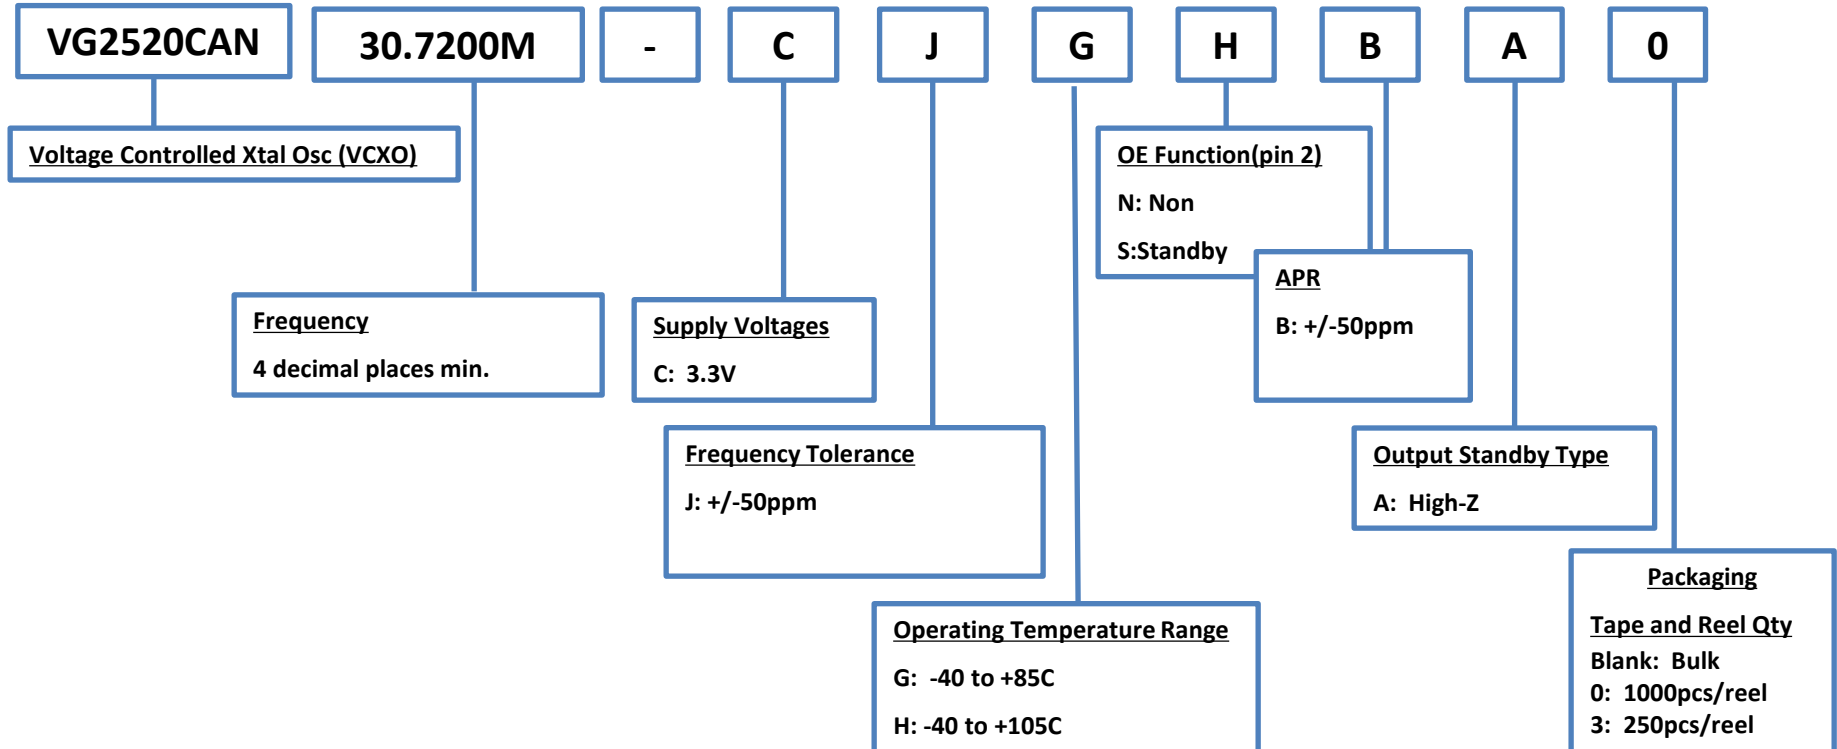 VG2520CAN 30.7200M - C J G H B A 0
Voltage Controlled Xtal Osc (VCXO)
OE Function(pin 2)
N: Non
S:Standby
APR
B: +/-50ppm
Frequency
4 decimal places min.
Supply Voltages
C: 3.3V
Frequency Tolerance
J: +/-50ppm
Output Standby Type
A: High-Z
Operating Temperature Range
G: -40 to +85C
H: -40 to +105C
Packaging
Tape and Reel Qty
Blank: Bulk
0: 1000pcs/reel
3: 250pcs/reel